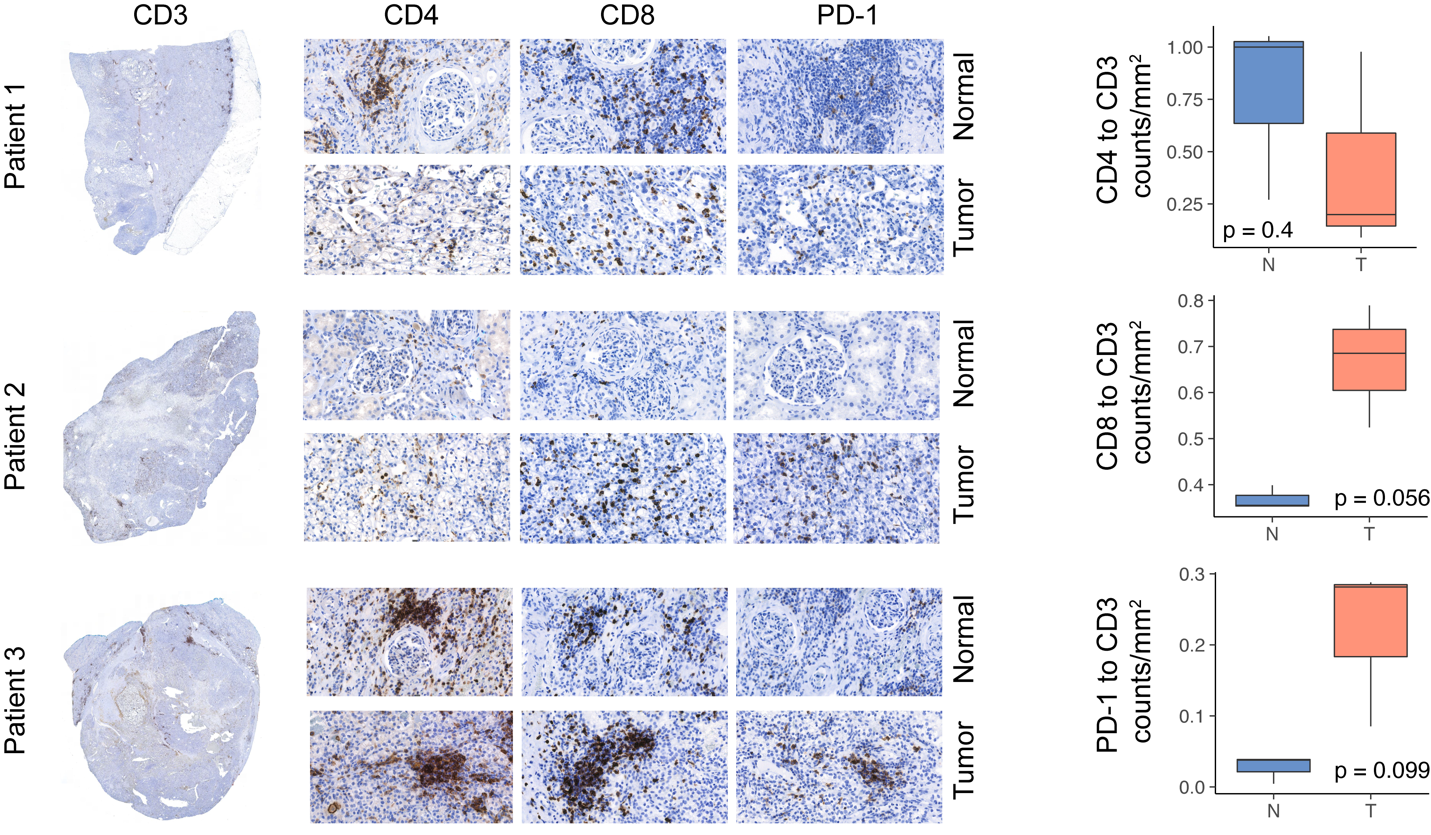 CD3
CD4
CD8
PD-1
Patient 1
Normal
Tumor
Patient 2
Normal
Tumor
Patient 3
Normal
Tumor
CD4 to CD3
counts/mm²
1.00
0.75
0.50
0.25
p = 0.4
N
T
CD8 to CD3
counts/mm²
0.8
0.7
0.6
0.5
0.4
p = 0.056
N
T
PD-1 to CD3
counts/mm²
0.3
0.2
0.1
0.0
p = 0.099
N
T